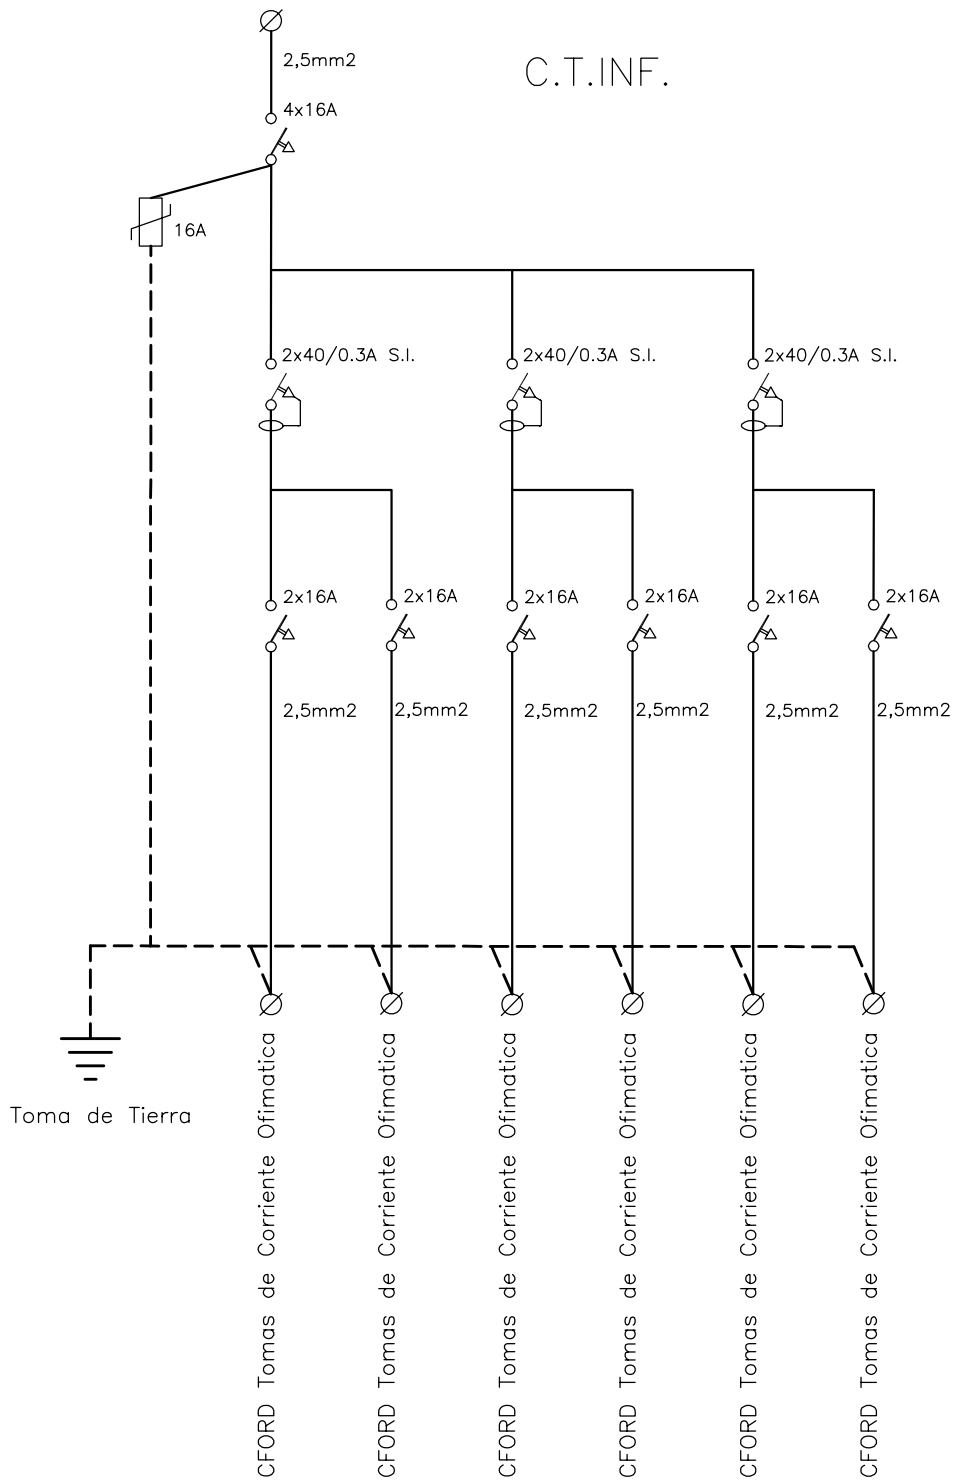 2,5mm2
C.T.INF.
4x16A
16A
2x40/0.3A S.I.
2x40/0.3A S.I.
2x40/0.3A S.I.
2x16A
2x16A
2x16A
2x16A
2x16A
2x16A
2,5mm2
2,5mm2
2,5mm2
2,5mm2
2,5mm2
2,5mm2
Toma de Tierra
CFORD Tomas de Corriente Ofimatica
CFORD Tomas de Corriente Ofimatica
CFORD Tomas de Corriente Ofimatica
CFORD Tomas de Corriente Ofimatica
CFORD Tomas de Corriente Ofimatica
CFORD Tomas de Corriente Ofimatica